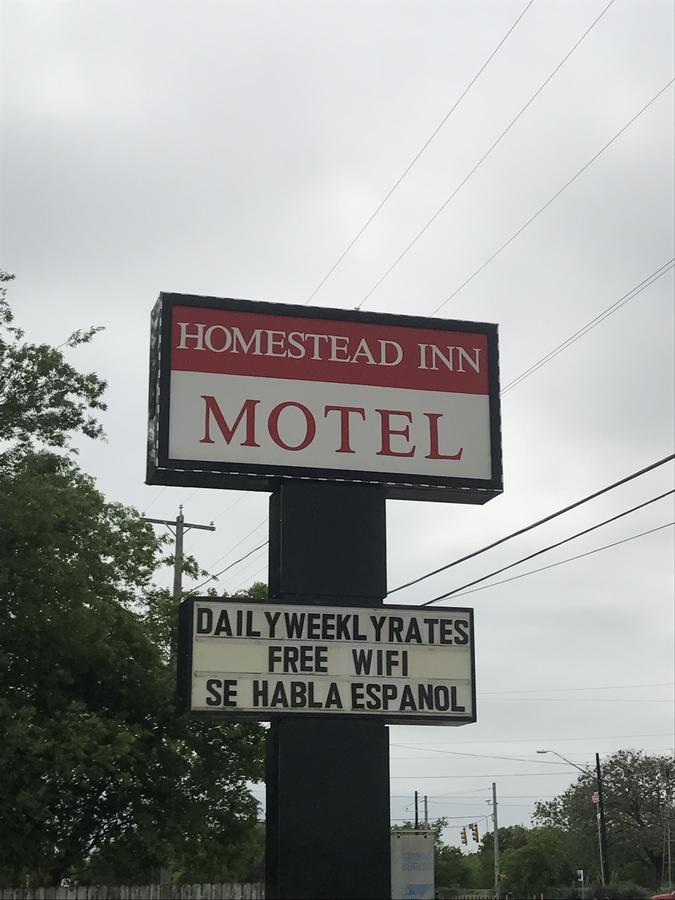 HOMESTEAD INN
MOTEL
DAILYWEEKLYRATES
FREE WIFI
SE HABLA ESPANOL